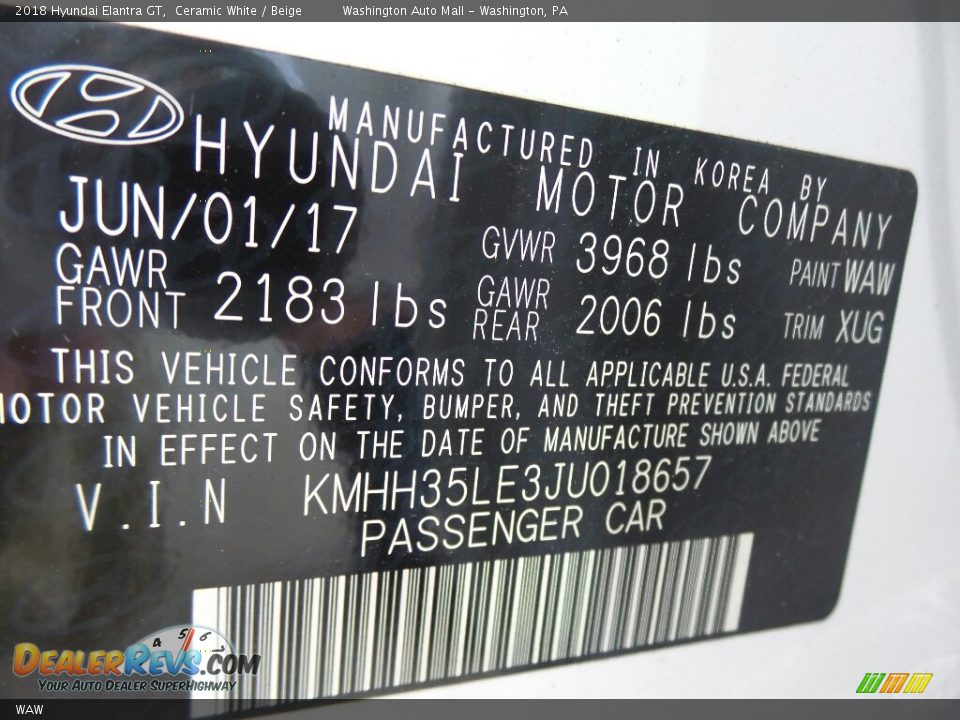 2018 Hyundai Elantra GT, Ceramic White / Beige Washington Auto Mall - Washington, PA
MANUFACTURED IN KOREA BY
HYUNDAI MOTOR COMPANY
JUN/01/17 GVWR 3968 lbs PAINT WAW
GAWR FRONT 2183 lbs GAWR REAR 2006 lbs TRIM XUG
THIS VEHICLE CONFORMS TO ALL APPLICABLE U.S.A. FEDERAL
MOTOR VEHICLE SAFETY, BUMPER, AND THEFT PREVENTION STANDARDS
IN EFFECT ON THE DATE OF MANUFACTURE SHOWN ABOVE
V.I.N KMHH35LE3JU018657
PASSENGER CAR
4 5 6
DEALERREVS.COM
YOUR AUTO DEALER SUPERHIGHWAY
WAW